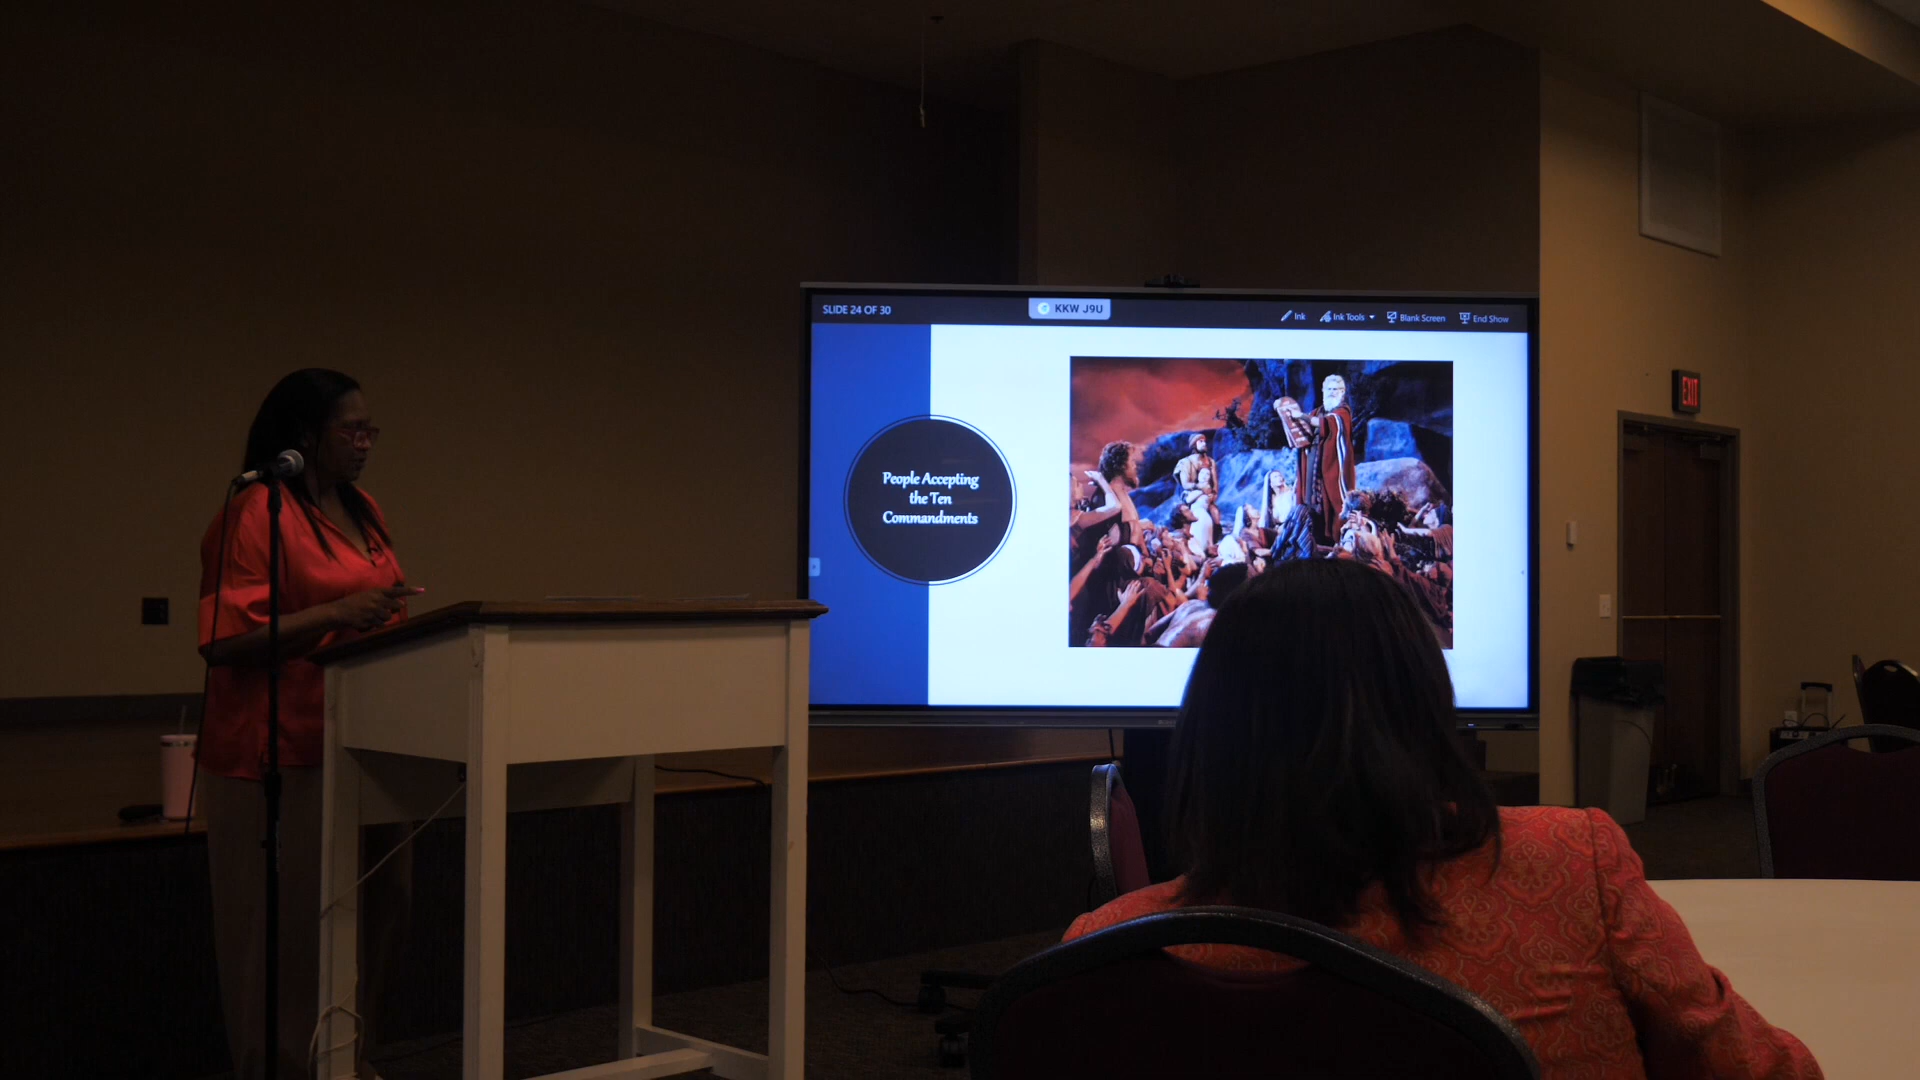 SLIDE 24 OF 30
KKW J9U
Ink
Ink Tools
Blank Screen
End Show
People Accepting
the Ten
Commandments
EXIT